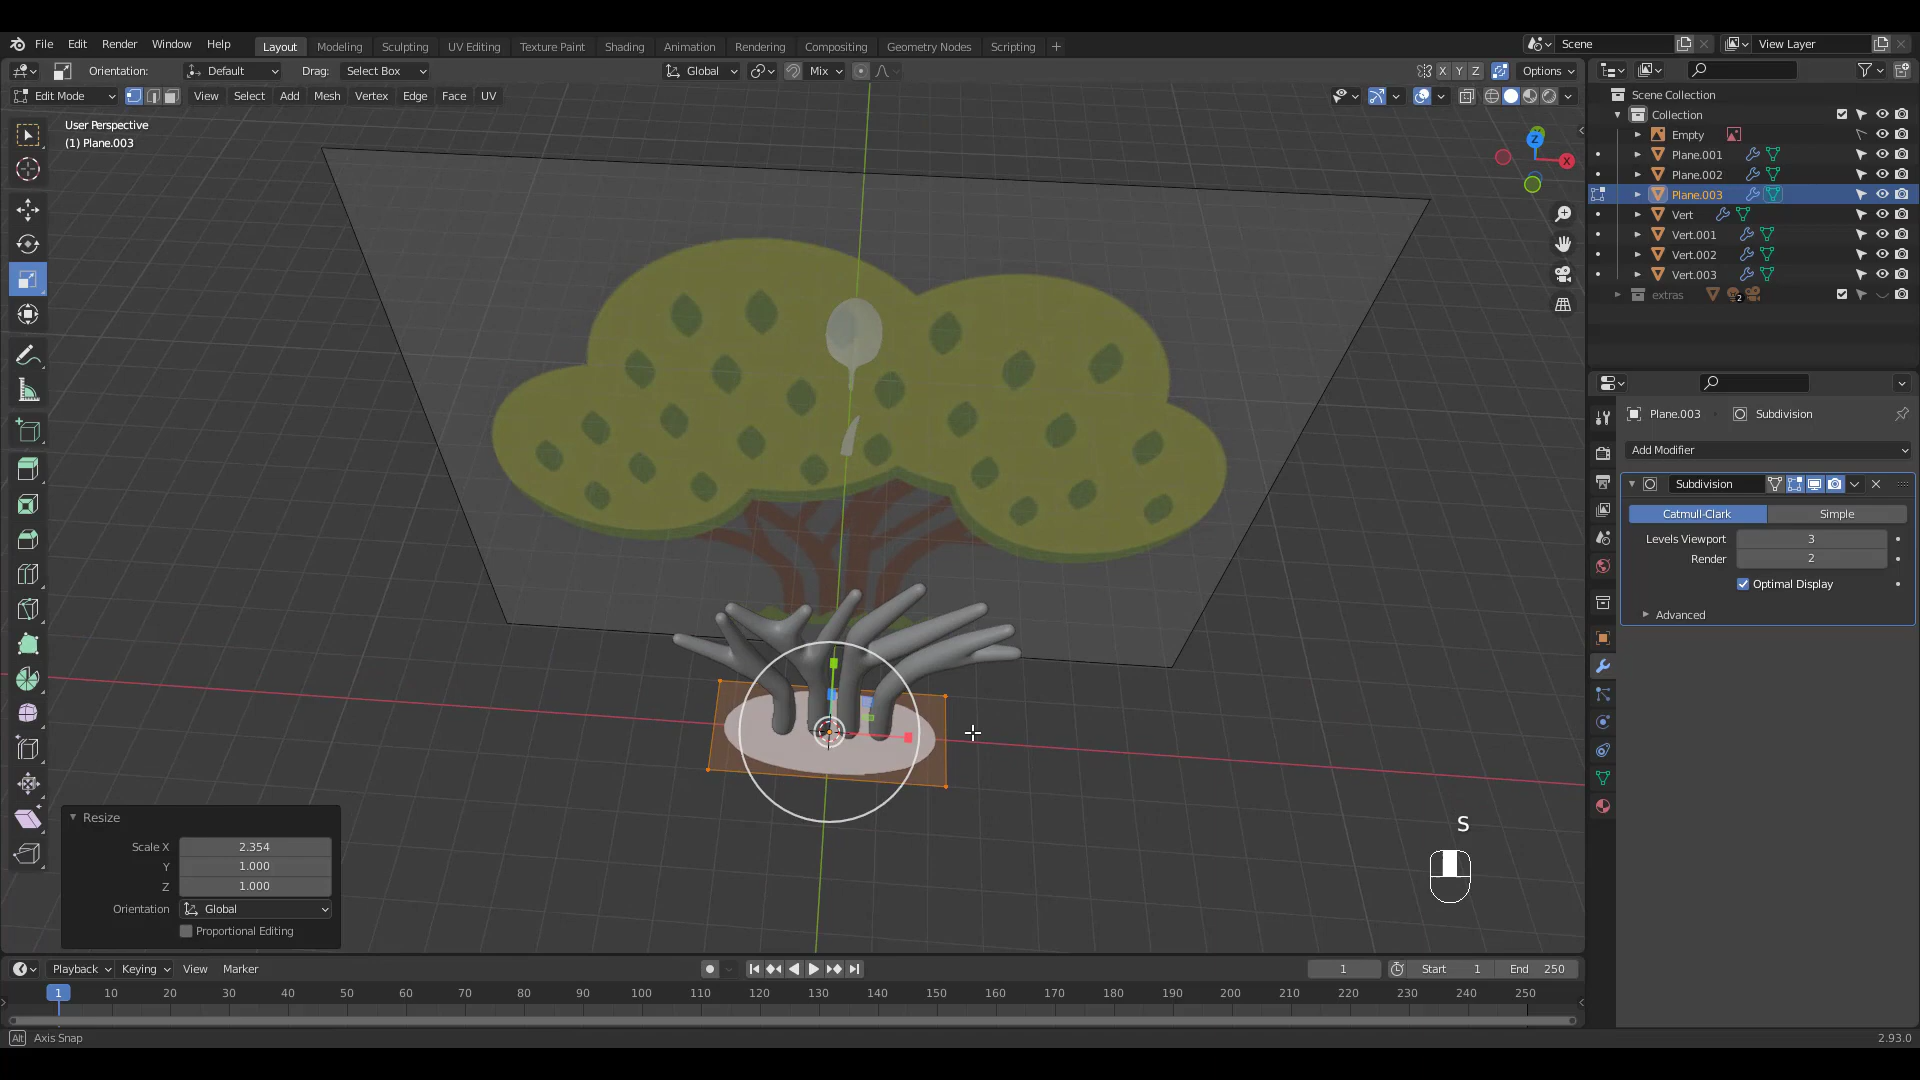 File Edit Render Window Help Layout Modeling Sculpting UV Editing Texture Paint Shading Animation Rendering Compositing Geometry Nodes Scripting + Scene View Layer
Orientation: Default Drag: Select Box Global Mix X Y Z Options
Edit Mode View Select Add Mesh Vertex Edge Face UV
User Perspective
(1) Plane.003
Z
X
Scene Collection
Collection
Empty
Plane.001
Plane.002
Plane.003
Vert
Vert.001
Vert.002
Vert.003
extras 2
Plane.003 Subdivision
Add Modifier
Subdivision
Catmull-Clark Simple
Levels Viewport 3
Render 2
Optimal Display
Advanced
Resize
Scale X 2.354
Y 1.000
Z 1.000
Orientation Global
Proportional Editing
S
Playback Keying View Marker 1 Start 1 End 250
1 10 20 30 40 50 60 70 80 90 100 110 120 130 140 150 160 170 180 190 200 210 220 230 240 250
Alt Axis Snap 2.93.0